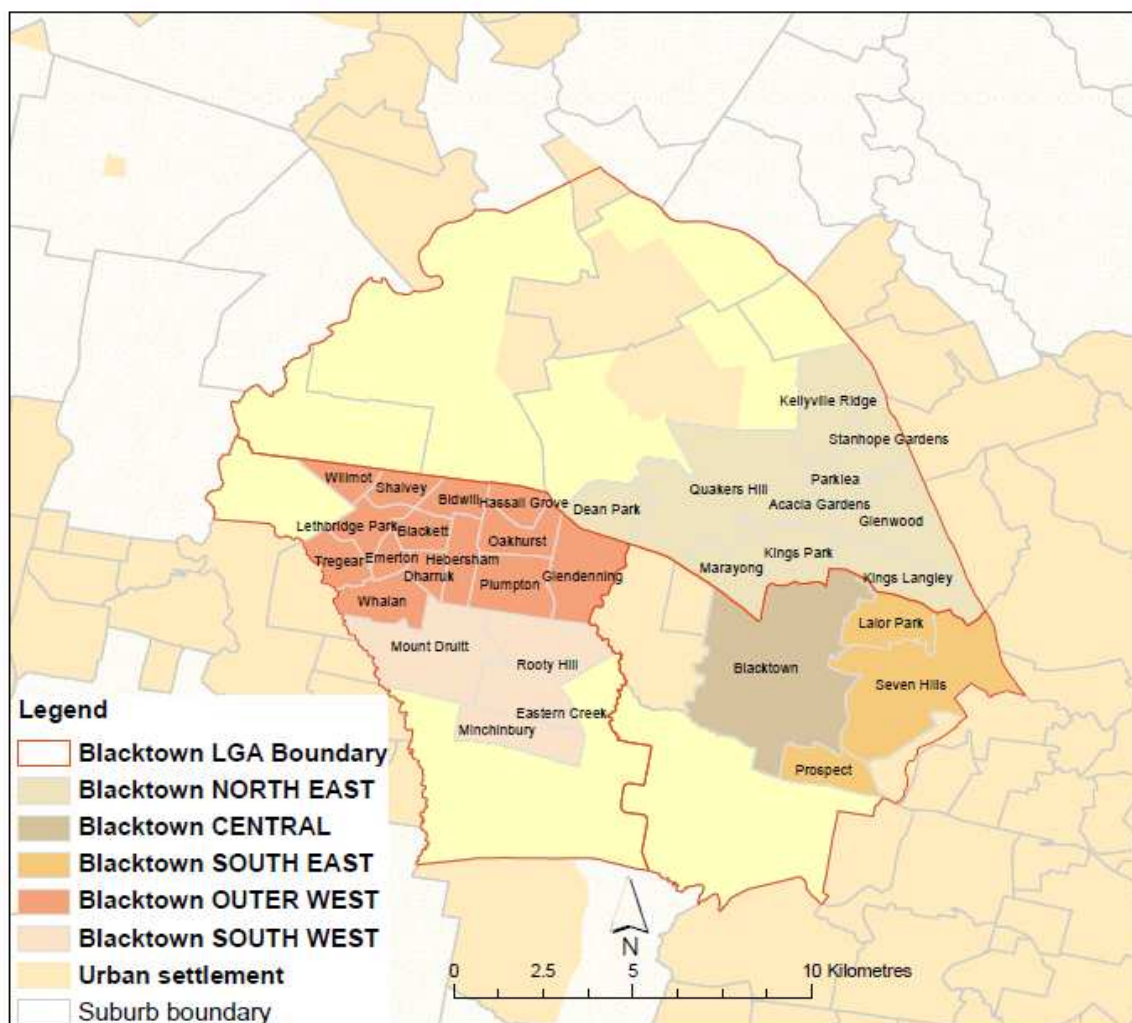 Kellyville Ridge
Stanhope Gardens
Parklea
Quakers Hill
Acacia Gardens
Dean Park
Glenwood
Kings Park
Marayong
Kings Langley
Wilmot
Shalvey
Bidwill
Hassall Grove
Lethbridge Park
Blackett
Oakhurst
Tregear
Emerton
Hebersham
Dharruk
Plumpton
Glendenning
Whalan
Lalor Park
Mount Druitt
Rooty Hill
Blacktown
Seven Hills
Eastern Creek
Minchinbury
Prospect
Legend
Blacktown LGA Boundary
Blacktown NORTH EAST
Blacktown CENTRAL
Blacktown SOUTH EAST
Blacktown OUTER WEST
Blacktown SOUTH WEST
Urban settlement
Suburb boundary
N
0 2.5 5 10 Kilometres